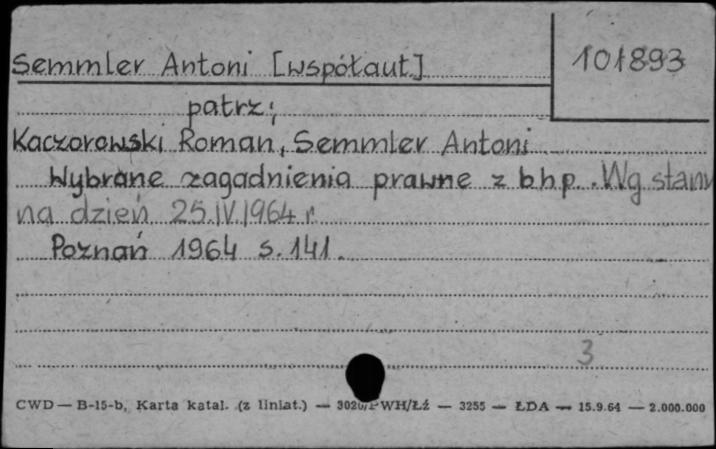 Semmler Antoni [współaut]
101893
patrz:
Kaczorowski Roman, Semmler Antoni
Wybrane zagadnienia prawne z bhp. Wg stanu
na dzień 25.IV.1964 r.
Poznań 1964 s. 141.
3
CWD — B-15-b, Karta katal. (z liniat.) — 3020/PWH/Łź — 3255 — ŁDA — 15.9.64 — 2.000.000